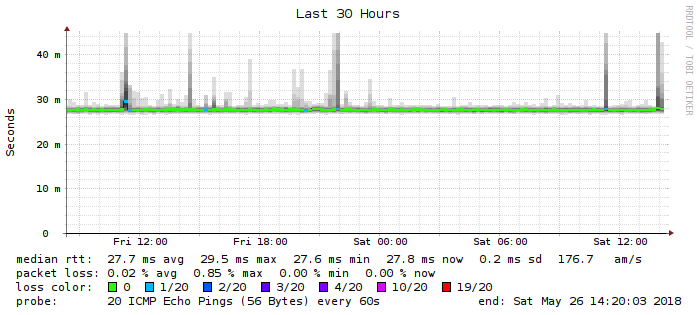 Last 30 Hours
RRDTOOL / TOBI OETIKER
Seconds
40 m
30 m
20 m
10 m
0
Fri 12:00 Fri 18:00 Sat 00:00 Sat 06:00 Sat 12:00
median rtt: 27.7 ms avg 29.5 ms max 27.6 ms min 27.8 ms now 0.2 ms sd 176.7 am/s
packet loss: 0.02 % avg 0.85 % max 0.00 % min 0.00 % now
loss color: 0 1/20 2/20 3/20 4/20 10/20 19/20
probe: 20 ICMP Echo Pings (56 Bytes) every 60s end: Sat May 26 14:20:03 2018